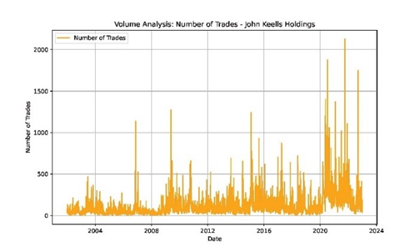 Volume Analysis: Number of Trades - John Keells Holdings
Number of Trades
Number of Trades
2000
1500
1000
500
0
2004
2008
2012
2016
2020
2024
Date